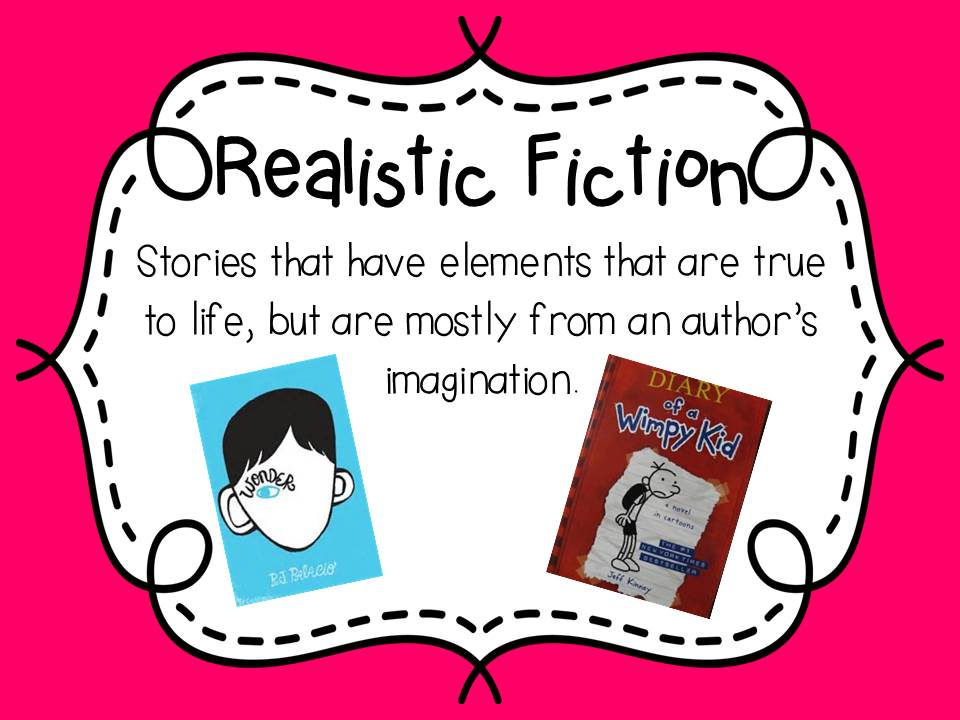 Realistic Fiction
Stories that have elements that are true
to life, but are mostly from an author's
imagination.
WONDER
R.J. PALACIO
DIARY
of a
Wimpy Kid
a novel
in cartoons
THE #1
NEW YORK TIMES
BESTSELLER
Jeff Kinney